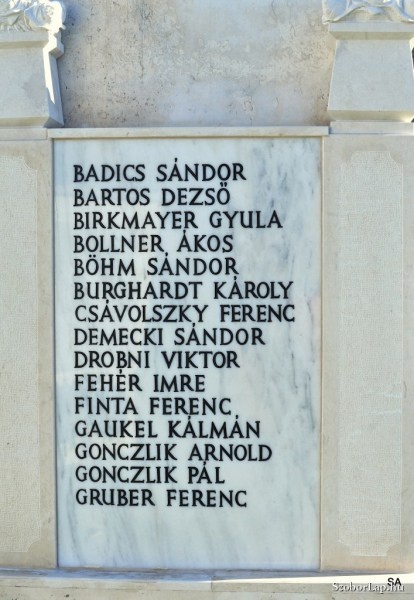 BADICS SÁNDOR
BARTOS DEZSŐ
BIRKMAYER GYULA
BOLLNER ÁKOS
BÖHM SÁNDOR
BURGHARDT KÁROLY
CSÁVOLSZKY FERENC
DEMECKI SÁNDOR
DROBNI VIKTOR
FEHÉR IMRE
FINTA FERENC
GAUKEL KÁLMÁN
GONCZLIK ARNOLD
GONCZLIK PÁL
GRUBER FERENC
SA
SzoborLap.hu